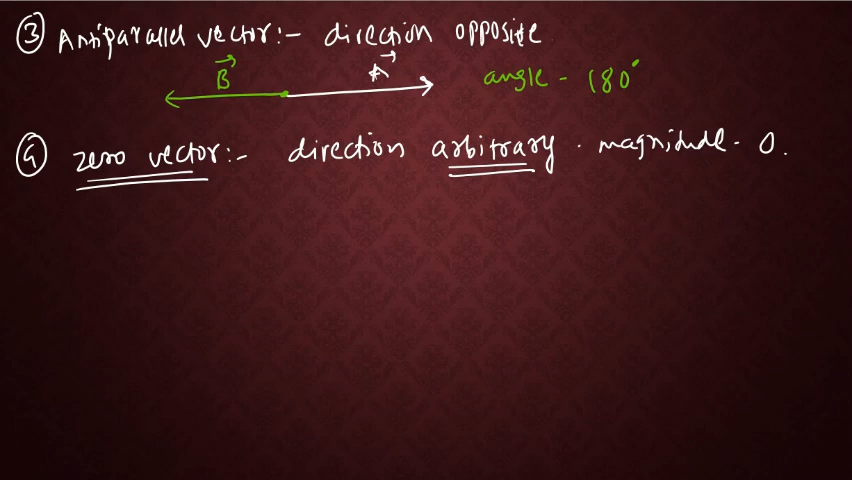 ③ Antiparallel vector:- direction opposite
B⃗ A⃗ angle - 180°
④ zero vector:- direction arbitrary. magnitude - 0.